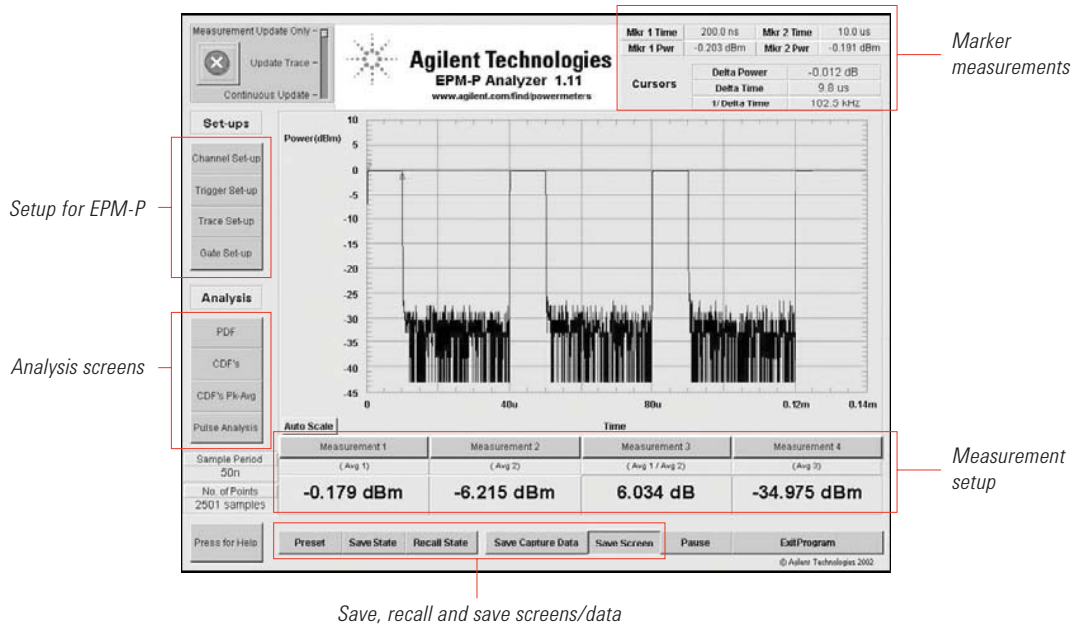 Measurement Update Only –
Update Trace –
Continuous Update –
Agilent Technologies
EPM-P Analyzer 1.11
www.agilent.com/find/powermeters
Mkr 1 Time 200.0 ns Mkr 2 Time 10.0 us
Mkr 1 Pwr -0.203 dBm Mkr 2 Pwr -0.191 dBm
Cursors
Delta Power -0.012 dB
Delta Time 9.8 us
1/Delta Time 102.5 kHz
Marker
measurements
Set-ups
Channel Set-up
Trigger Set-up
Trace Set-up
Gate Set-up
Setup for EPM-P
Analysis
PDF
CDF's
CDF's Pk-Avg
Pulse Analysis
Analysis screens
Power(dBm)
10
5
0
-5
-10
-15
-20
-25
-30
-35
-40
-45
0 40u 80u 0.12m 0.14m
Auto Scale
Time
Sample Period
50n
No. of Points
2501 samples
Measurement 1 Measurement 2 Measurement 3 Measurement 4
( Avg 1) ( Avg 2) ( Avg 1 / Avg 2) ( Avg 3)
-0.179 dBm -6.215 dBm 6.034 dB -34.975 dBm
Measurement
setup
Press for Help
Preset Save State Recall State Save Capture Data Save Screen Pause Exit Program
© Agilent Technologies 2002
Save, recall and save screens/data